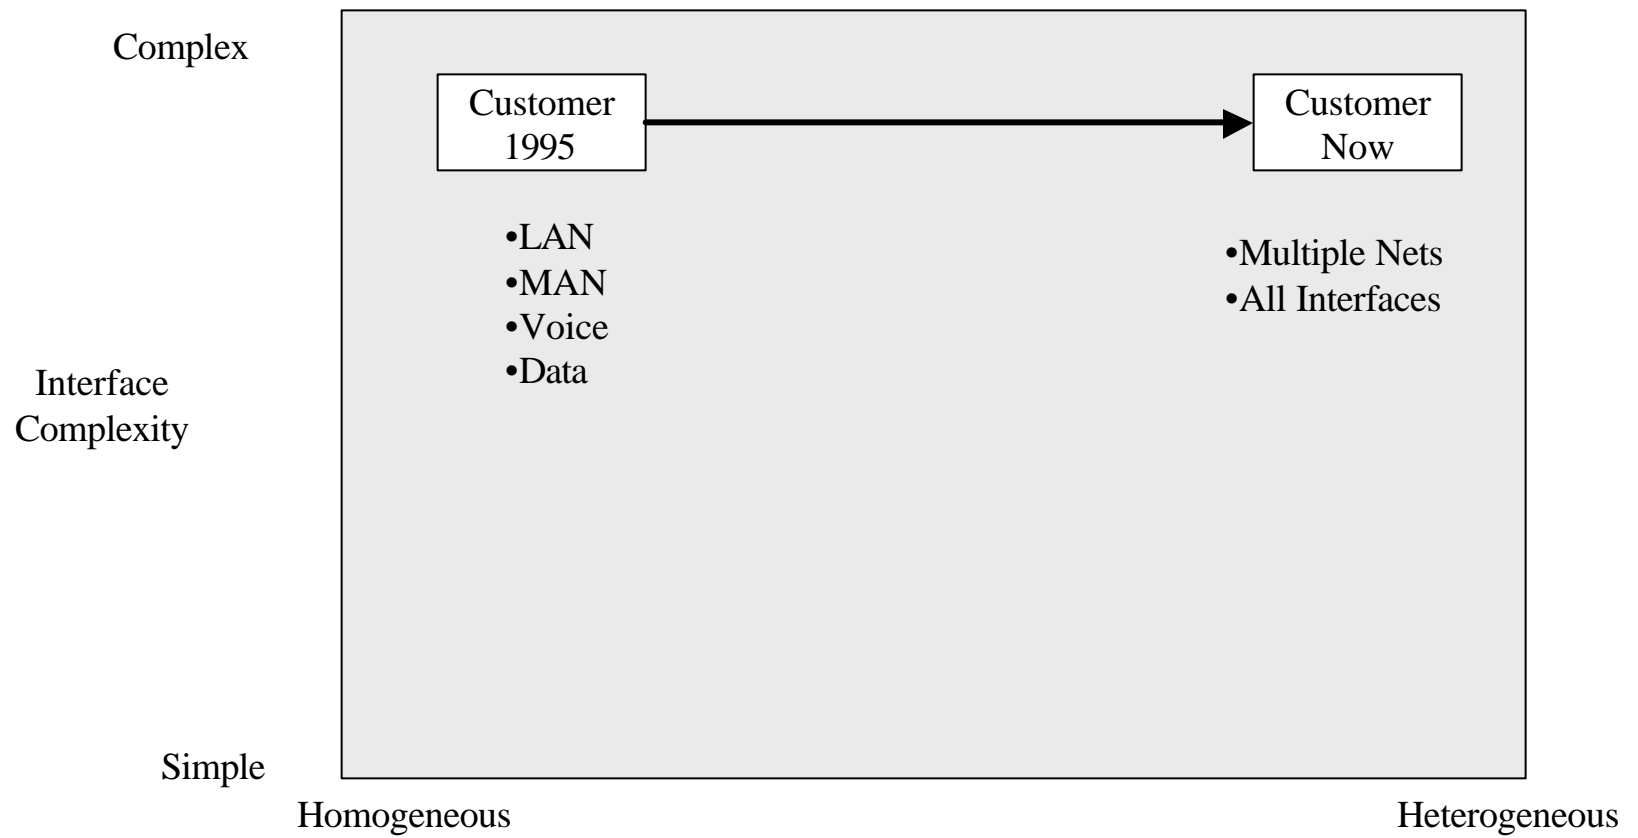 Complex
Customer
1995
Customer
Now
•LAN
•MAN
•Voice
•Data
•Multiple Nets
•All Interfaces
Interface
Complexity
Simple
Homogeneous
Heterogeneous